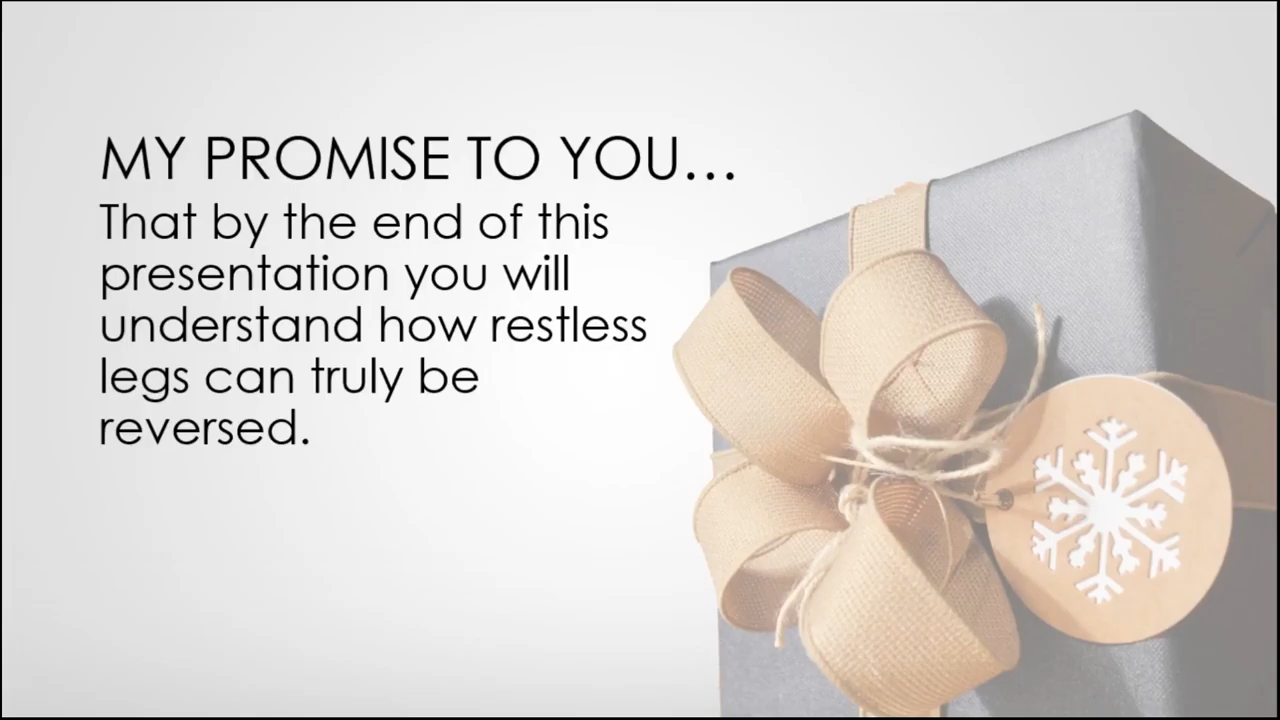 MY PROMISE TO YOU...
That by the end of this
presentation you will
understand how restless
legs can truly be
reversed.